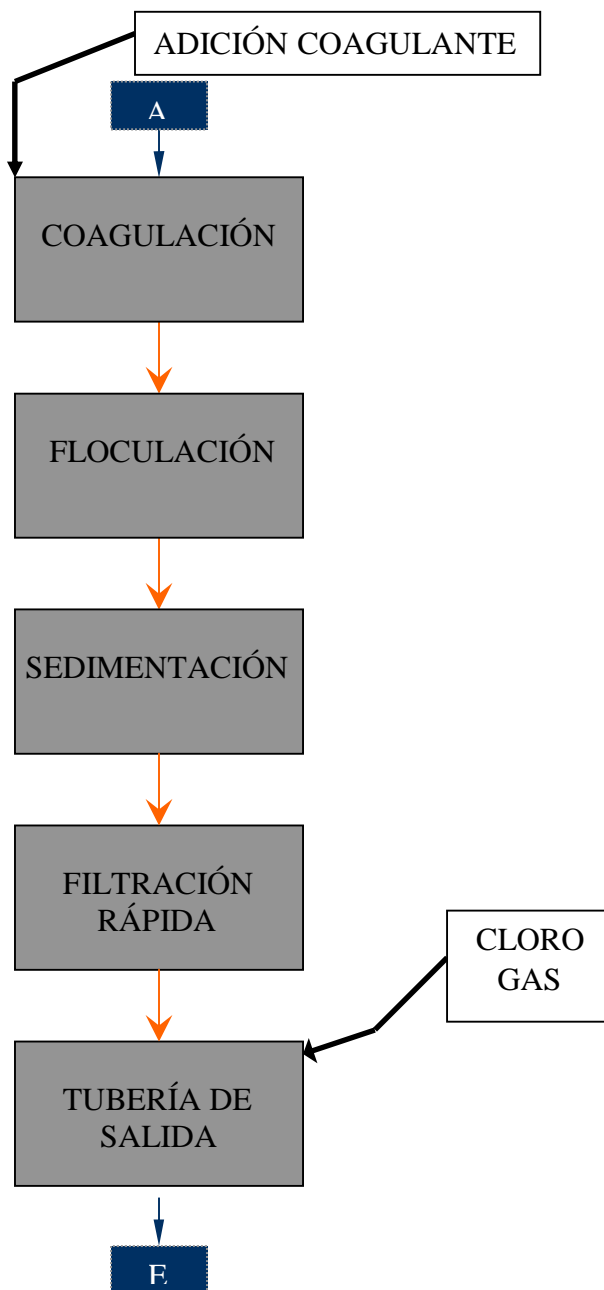 ADICIÓN COAGULANTE
A
COAGULACIÓN
FLOCULACIÓN
SEDIMENTACIÓN
FILTRACIÓN
RÁPIDA
CLORO
GAS
TUBERÍA DE
SALIDA